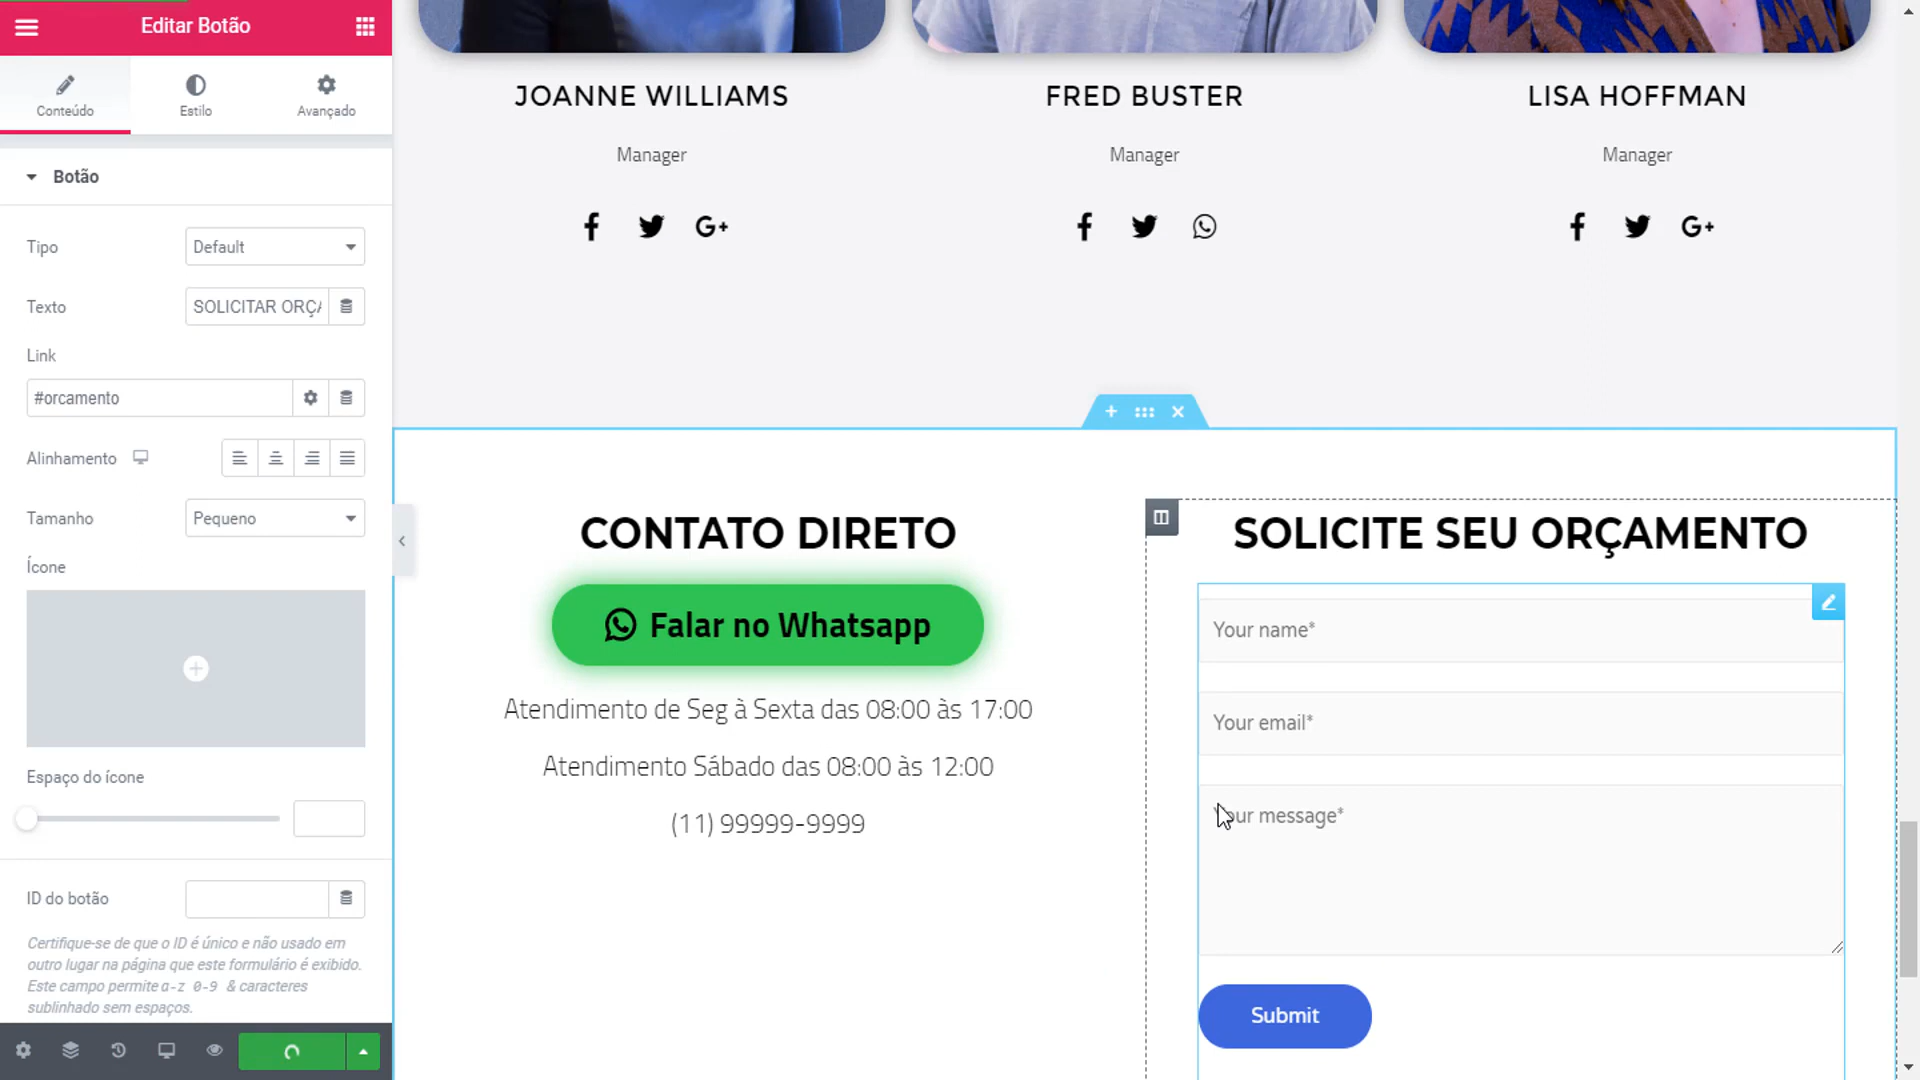 Editar Botão
Conteúdo
Estilo
Avançado
Botão
Tipo
Default
Texto
SOLICITAR ORÇA
Link
#orcamento
Alinhamento
Tamanho
Pequeno
Ícone
Espaço do ícone
ID do botão
Certifique-se de que o ID é único e não usado em
outro lugar na página que este formulário é exibido.
Este campo permite a-z 0-9 & caracteres
sublinhado sem espaços.
JOANNE WILLIAMS
Manager
FRED BUSTER
Manager
LISA HOFFMAN
Manager
CONTATO DIRETO
Falar no Whatsapp
Atendimento de Seg à Sexta das 08:00 às 17:00
Atendimento Sábado das 08:00 às 12:00
(11) 99999-9999
SOLICITE SEU ORÇAMENTO
Your name*
Your email*
Your message*
Submit